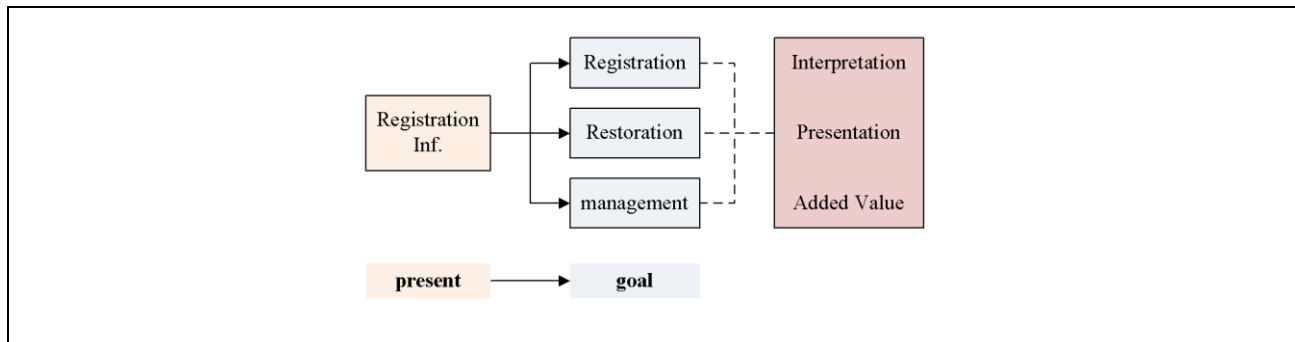 Registration
Inf.
Registration
Restoration
management
Interpretation
Presentation
Added Value
present
goal